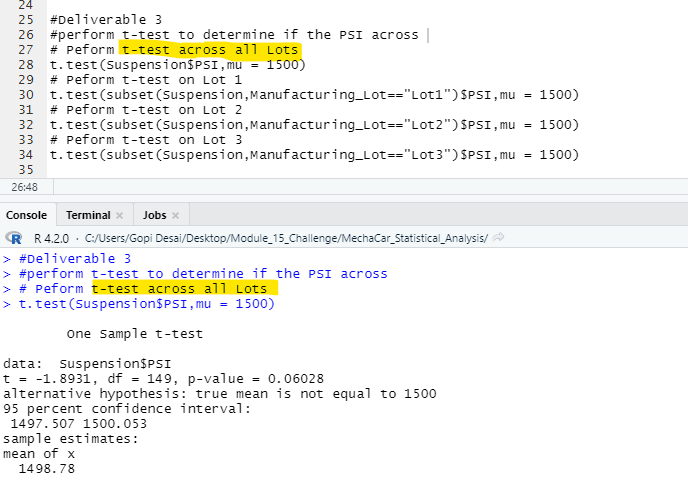 24
25 #Deliverable 3
26 #perform t-test to determine if the PSI across
27 # Peform t-test across all Lots
28 t.test(Suspension$PSI,mu = 1500)
29 # Peform t-test on Lot 1
30 t.test(subset(Suspension,Manufacturing_Lot=="Lot1")$PSI,mu = 1500)
31 # Peform t-test on Lot 2
32 t.test(subset(Suspension,Manufacturing_Lot=="Lot2")$PSI,mu = 1500)
33 # Peform t-test on Lot 3
34 t.test(subset(Suspension,Manufacturing_Lot=="Lot3")$PSI,mu = 1500)
35
26:48
Console Terminal × Jobs ×
R R 4.2.0 · C:/Users/Gopi Desai/Desktop/Module_15_Challenge/MechaCar_Statistical_Analysis/
> #Deliverable 3
> #perform t-test to determine if the PSI across
> # Peform t-test across all Lots
> t.test(Suspension$PSI,mu = 1500)
One Sample t-test
data: Suspension$PSI
t = -1.8931, df = 149, p-value = 0.06028
alternative hypothesis: true mean is not equal to 1500
95 percent confidence interval:
1497.507 1500.053
sample estimates:
mean of x
1498.78